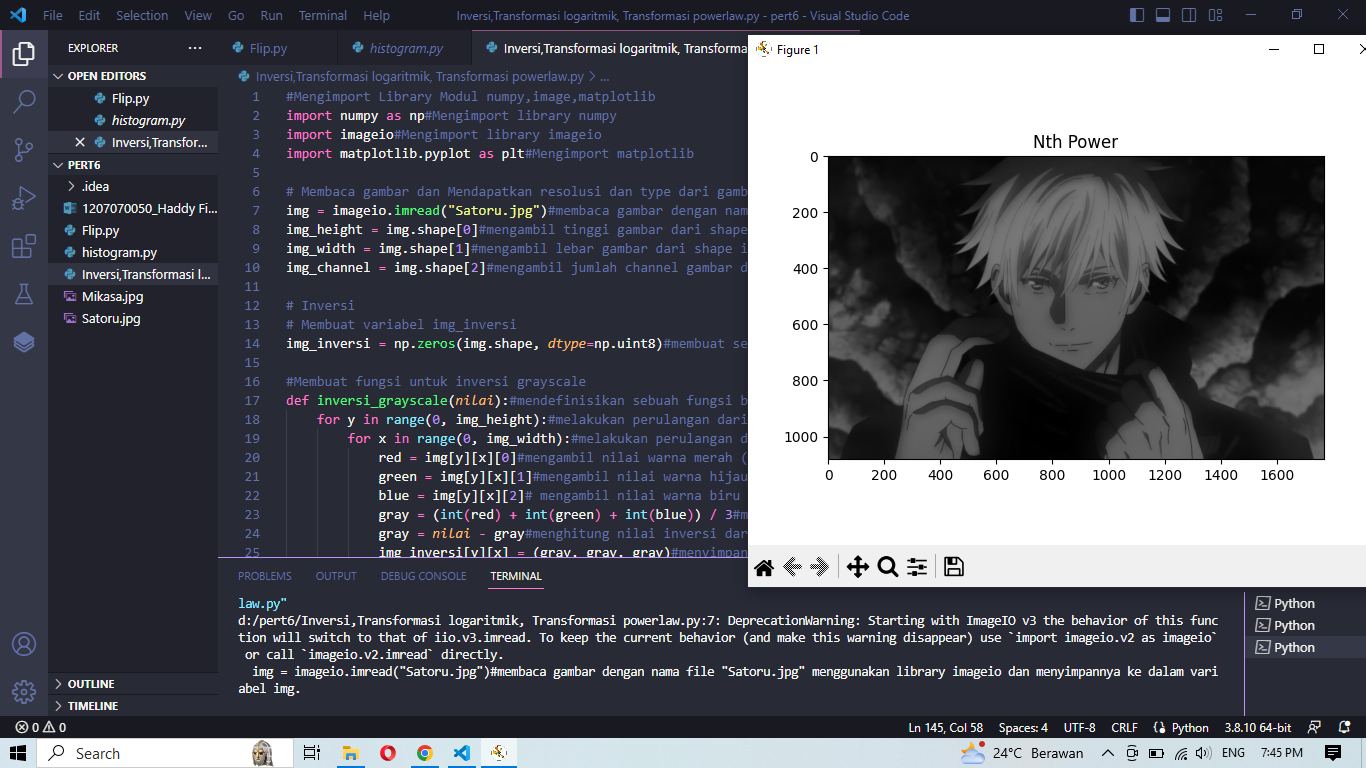 File Edit Selection View Go Run Terminal Help
Inversi,Transformasi logaritmik, Transformasi powerlaw.py - pert6 - Visual Studio Code
EXPLORER
OPEN EDITORS
Flip.py
histogram.py
Inversi,Transfor...
PERT6
.idea
1207070050_Haddy Fi...
Flip.py
histogram.py
Inversi,Transformasi l...
Mikasa.jpg
Satoru.jpg
OUTLINE
TIMELINE
Flip.py histogram.py Inversi,Transformasi logaritmik, Transforma
Inversi,Transformasi logaritmik, Transformasi powerlaw.py > ...
1 #Mengimport Library Modul numpy,image,matplotlib
2 import numpy as np#Mengimport library numpy
3 import imageio#Mengimport library imageio
4 import matplotlib.pyplot as plt#Mengimport matplotlib
5
6 # Membaca gambar dan Mendapatkan resolusi dan type dari gamb
7 img = imageio.imread("Satoru.jpg")#membaca gambar dengan nam
8 img_height = img.shape[0]#mengambil tinggi gambar dari shape
9 img_width = img.shape[1]#mengambil lebar gambar dari shape i
10 img_channel = img.shape[2]#mengambil jumlah channel gambar d
11
12 # Inversi
13 # Membuat variabel img_inversi
14 img_inversi = np.zeros(img.shape, dtype=np.uint8)#membuat se
15
16 #Membuat fungsi untuk inversi grayscale
17 def inversi_grayscale(nilai):#mendefinisikan sebuah fungsi b
18 for y in range(0, img_height):#melakukan perulangan dari
19 for x in range(0, img_width):#melakukan perulangan d
20 red = img[y][x][0]#mengambil nilai warna merah (
21 green = img[y][x][1]#mengambil nilai warna hijau
22 blue = img[y][x][2]# mengambil nilai warna biru
23 gray = (int(red) + int(green) + int(blue)) / 3#m
24 gray = nilai - gray#menghitung nilai inversi dar
25 img_inversi[y][x] = (gray, gray, gray)#menyimpan
Figure 1
Nth Power
0
200
400
600
800
1000
0 200 400 600 800 1000 1200 1400 1600
PROBLEMS OUTPUT DEBUG CONSOLE TERMINAL
law.py"
d:/pert6/Inversi,Transformasi logaritmik, Transformasi powerlaw.py:7: DeprecationWarning: Starting with ImageIO v3 the behavior of this func
tion will switch to that of iio.v3.imread. To keep the current behavior (and make this warning disappear) use `import imageio.v2 as imageio`
or call `imageio.v2.imread` directly.
img = imageio.imread("Satoru.jpg")#membaca gambar dengan nama file "Satoru.jpg" menggunakan library imageio dan menyimpannya ke dalam vari
abel img.
Python
Python
Python
0 0
Ln 145, Col 58 Spaces: 4 UTF-8 CRLF Python 3.8.10 64-bit
Search
24°C Berawan ENG 7:45 PM